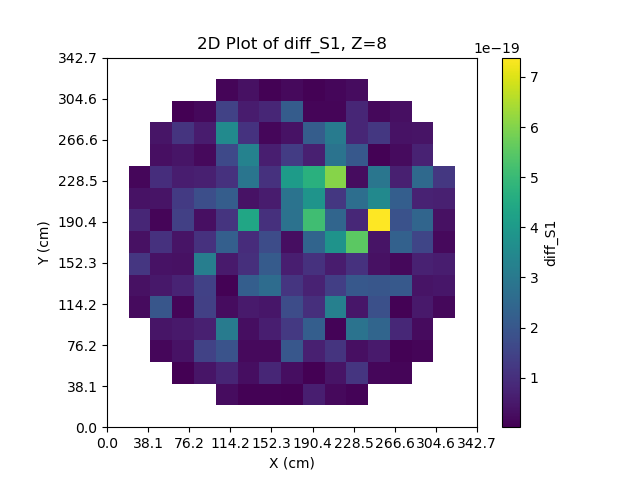 2D Plot of diff_S1, Z=8
1e−19
342.7
304.6
266.6
228.5
190.4
152.3
114.2
76.2
38.1
0.0
Y (cm)
0.0 38.1 76.2 114.2 152.3 190.4 228.5 266.6 304.6 342.7
X (cm)
7
6
5
4
3
2
1
diff_S1